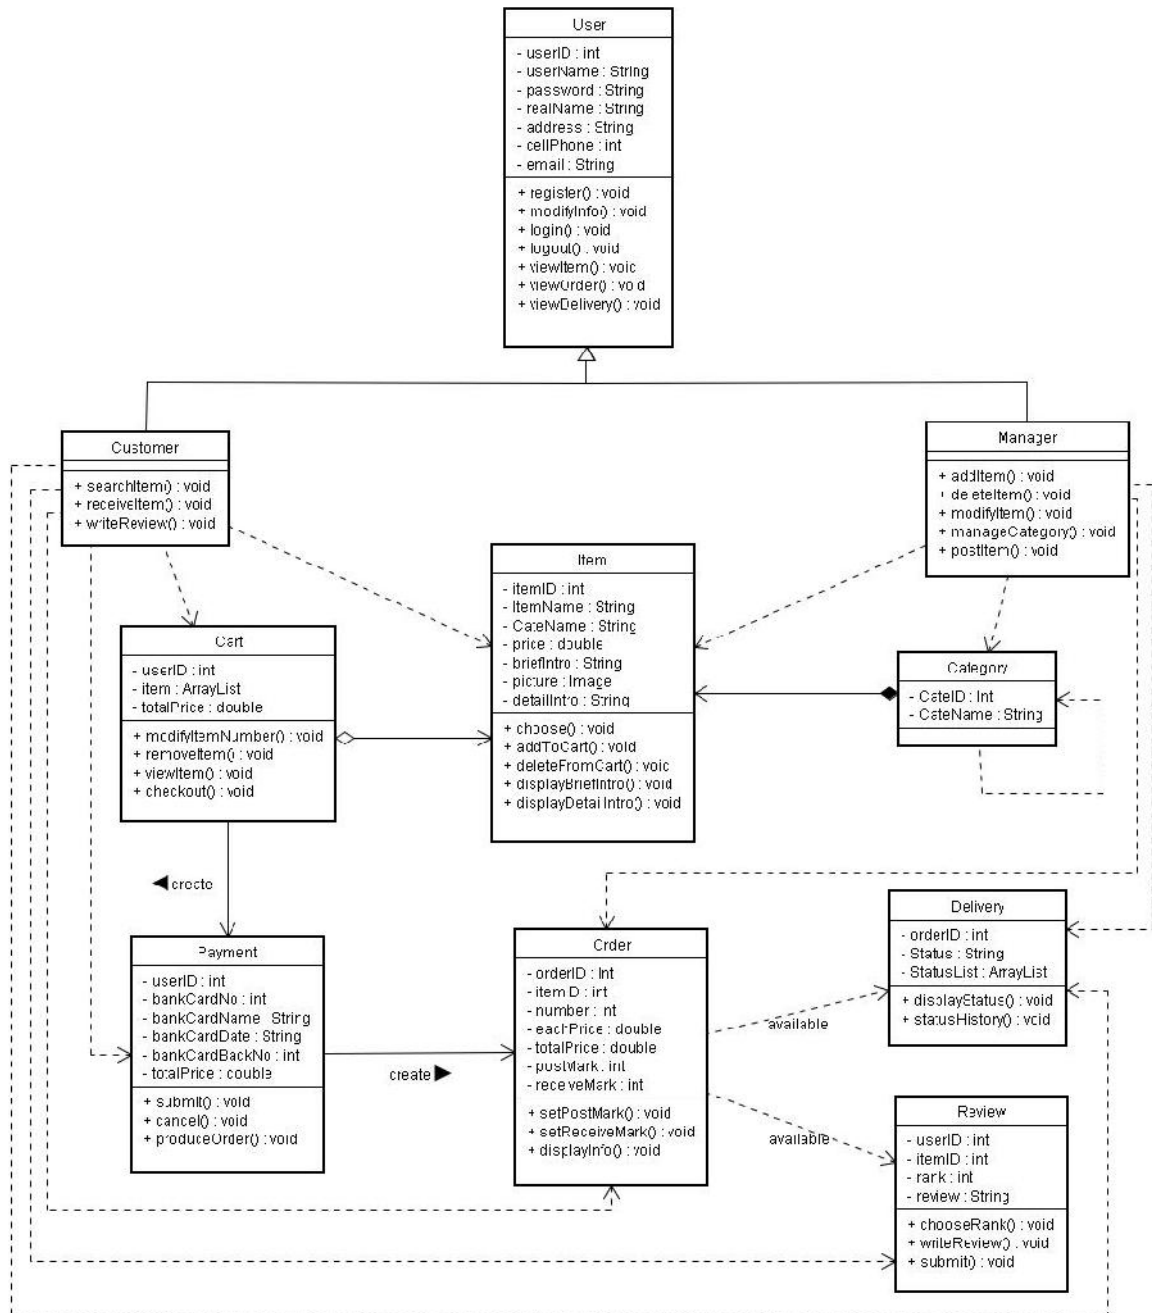 User
- userID : int
- userName : String
- password : String
- realName : String
- address : String
- cellPhone : int
- email : String
+ register() : void
+ modifyInfo() : void
+ login() : void
+ logout() : void
+ viewItem() : void
+ viewOrder() : void
+ viewDelivery() : void
Customer
+ searchItem() : void
+ receiveItem() : void
+ writeReview() : void
Manager
+ addItem() : void
+ deleteItem() : void
+ modifyItem() : void
+ manageCategory() : void
+ postItem() : void
Item
- itemID : int
- ItemName : String
- CateName : String
- price : double
- briefIntro : String
- picture : Image
- detailIntro : String
+ choose() : void
+ addToCart() : void
+ deleteFromCart() : void
+ displayBriefIntro() : void
+ displayDetailIntro() : void
Cart
- userID : int
- item : ArrayList
- totalPrice : double
+ modifyItemNumber() : void
+ removeItem() : void
+ viewItem() : void
+ checkout() : void
Category
- CateID : Int
- CateName : String
create
Payment
- userID : int
- bankCardNo : int
- bankCardName : String
- bankCardDate : String
- bankCardBackNo : int
- totalPrice : double
+ submit() : void
+ cancel() : void
+ produceOrder() : void
create
Order
- orderID : Int
- itemID : int
- number : int
- eachPrice : double
- totalPrice : double
- postMark : int
- receiveMark : int
+ setPostMark() : void
+ setReceiveMark() : void
+ displayInfo() : void
available
available
Delivery
- orderID : int
- Status : String
- StatusList : ArrayList
+ displayStatus() : void
+ statusHistory() : void
Review
- userID : int
- itemID : int
- rank : int
- review : String
+ chooseRank() : void
+ writeReview() : void
+ submit() : void